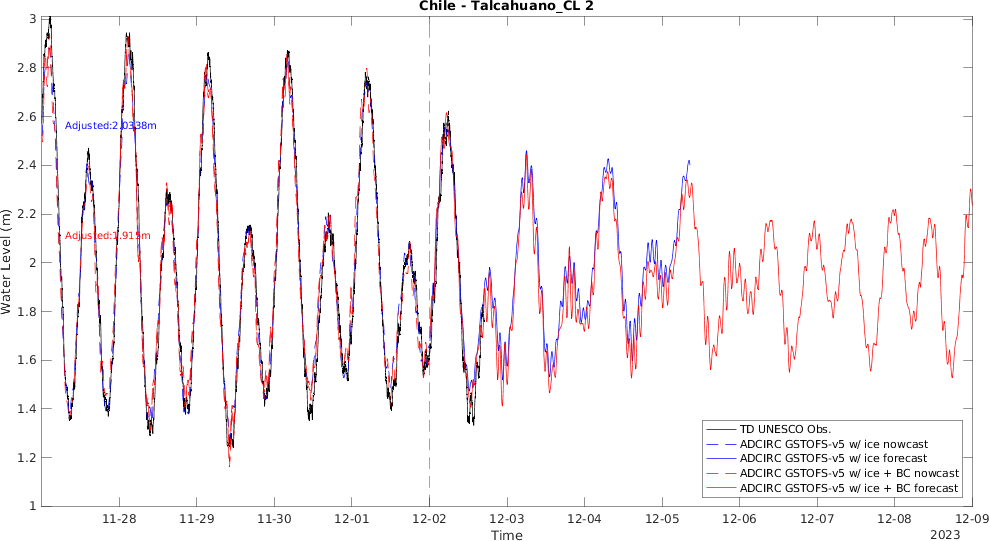 Chile - Talcahuano_CL 2
Water Level (m)
3
2.8
2.6
2.4
2.2
2
1.8
1.6
1.4
1.2
1
Adjusted:2.0338m
Adjusted:1.915m
TD UNESCO Obs.
ADCIRC GSTOFS-v5 w/ ice nowcast
ADCIRC GSTOFS-v5 w/ ice forecast
ADCIRC GSTOFS-v5 w/ ice + BC nowcast
ADCIRC GSTOFS-v5 w/ ice + BC forecast
11-28 11-29 11-30 12-01 12-02 12-03 12-04 12-05 12-06 12-07 12-08 12-09
Time
2023